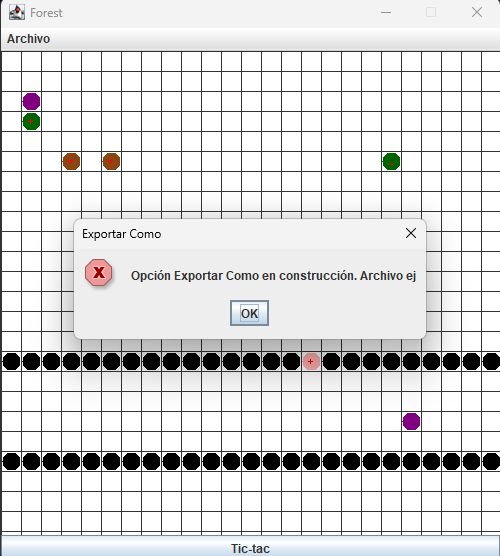 Forest
Archivo
Exportar Como
Opción Exportar Como en construcción. Archivo ej
OK
Tic-tac